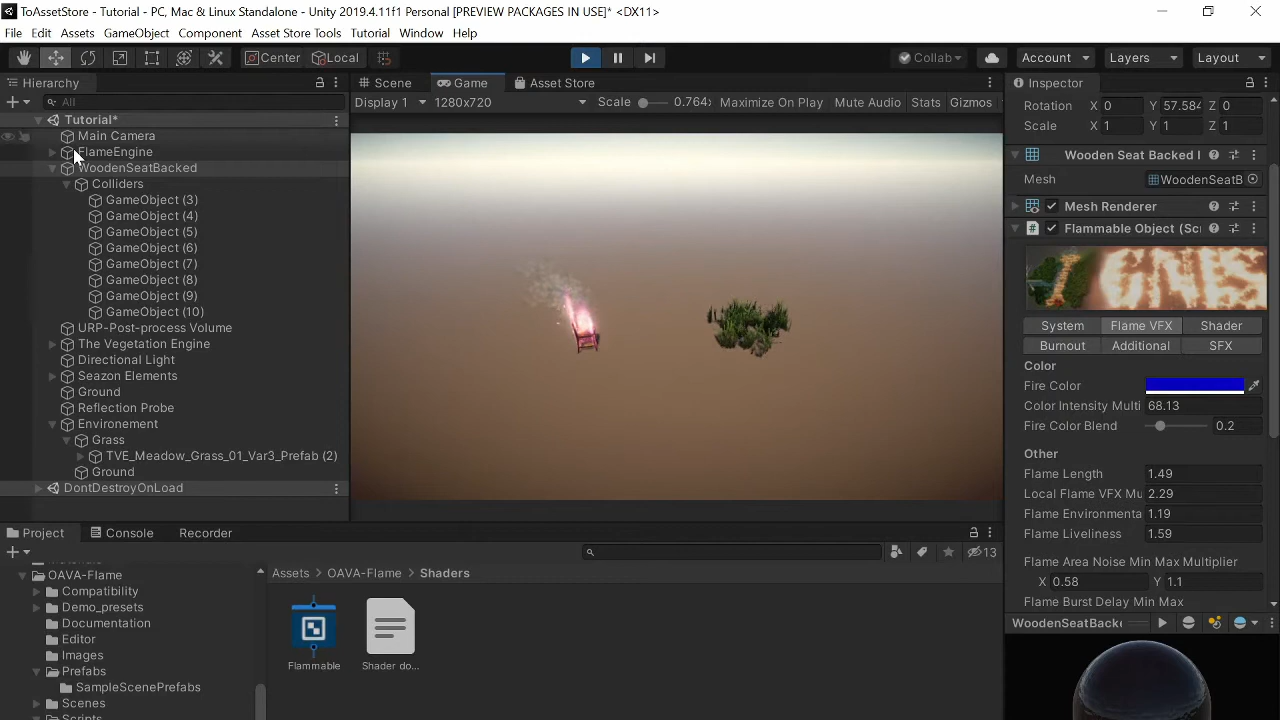 ToAssetStore - Tutorial - PC, Mac & Linux Standalone - Unity 2019.4.11f1 Personal [PREVIEW PACKAGES IN USE]* <DX11>
File Edit Assets GameObject Component Asset Store Tools Tutorial Window Help
Center Local Collab Account Layers Layout
Hierarchy
All
Tutorial*
Main Camera
FlameEngine
WoodenSeatBacked
Colliders
GameObject (3)
GameObject (4)
GameObject (5)
GameObject (6)
GameObject (7)
GameObject (8)
GameObject (9)
GameObject (10)
URP-Post-process Volume
The Vegetation Engine
Directional Light
Seazon Elements
Ground
Reflection Probe
Environement
Grass
TVE_Meadow_Grass_01_Var3_Prefab (2)
Ground
DontDestroyOnLoad
Scene Game Asset Store
Display 1 1280x720 Scale 0.764x Maximize On Play Mute Audio Stats Gizmos
Inspector
Rotation X 0 Y 57.584 Z 0
Scale X 1 Y 1 Z 1
Wooden Seat Backed I
Mesh WoodenSeatB
Mesh Renderer
Flammable Object (Sc
System Flame VFX Shader
Burnout Additional SFX
Color
Fire Color
Color Intensity Multi 68.13
Fire Color Blend 0.2
Other
Flame Length 1.49
Local Flame VFX Mu 2.29
Flame Environmenta 1.19
Flame Liveliness 1.59
Flame Area Noise Min Max Multiplier
X 0.58 Y 1.1
Flame Burst Delay Min Max
WoodenSeatBacke
Project Console Recorder
13
OAVA-Flame
Compatibility
Demo_presets
Documentation
Editor
Images
Prefabs
SampleScenePrefabs
Scenes
Scripts
Assets > OAVA-Flame > Shaders
Flammable Shader do...